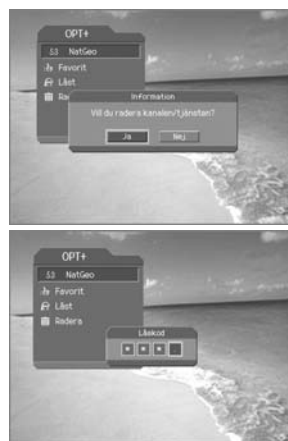 OPT+
53 NatGeo
Favorit
Låst
Ra
Information
Vill du radera kanalen/tjänsten?
Ja Nej
OPT+
53 NatGeo
Favorit
Låst
Radera
Låskod
* * *